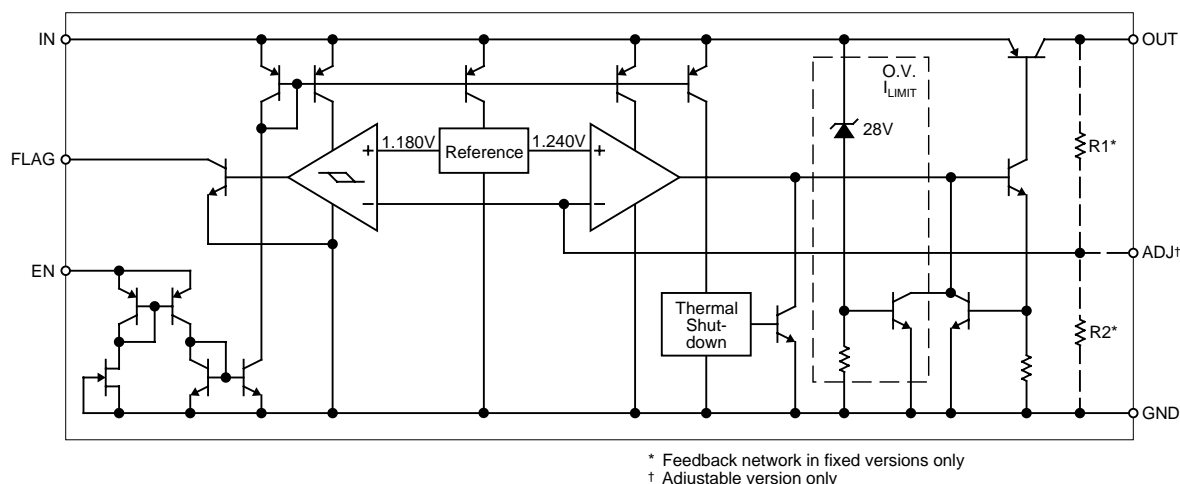 O.V.
I LIMIT
IN
OUT
28V
1.180V
Reference
1.240V
R1*
FLAG
+
+
−
−
ADJ†
EN
Thermal
Shut-
down
R2*
GND
* Feedback network in fixed versions only
† Adjustable version only